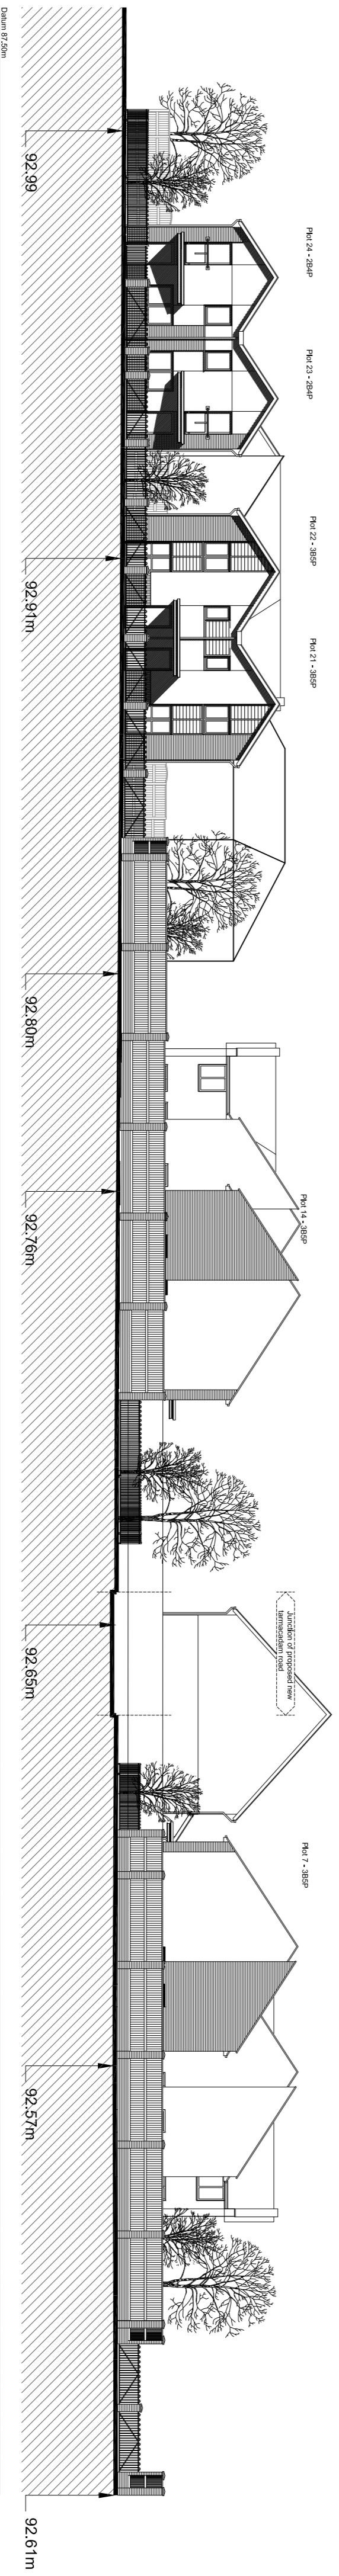 Plot 24 - 2B4P
Plot 23 - 2B4P
Plot 22 - 3B5P
Plot 21 - 3B5P
Plot 14 - 3B5P
Junction of proposed new
tarmacadam road
Plot 7 - 3B5P
92.99
92.91m
92.80m
92.76m
92.65m
92.57m
92.61m
Datum 87.50m